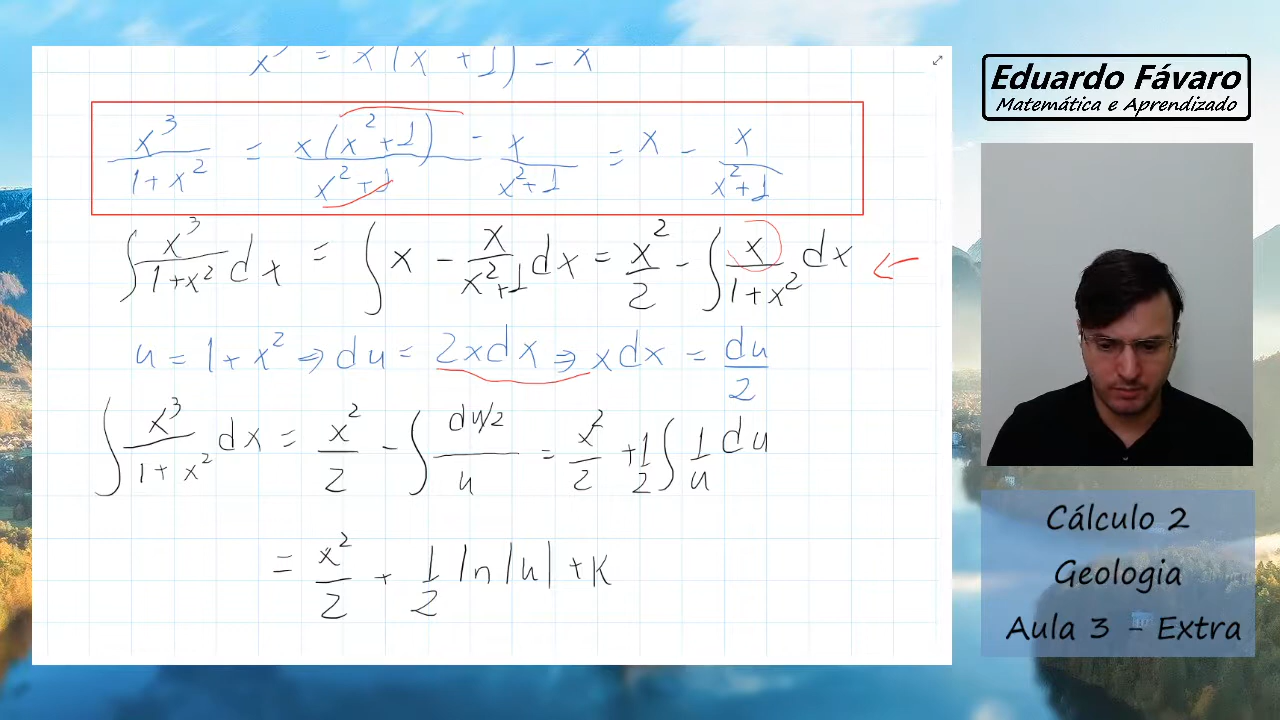 x³ = x(x² + 1) - x
x³/(1+x²) = x(x²+1)/(x²+1) - x/(x²+1) = x - x/(x²+1)
∫ x³/(1+x²) dx = ∫ x - x/(x²+1) dx = x²/2 - ∫ x/(1+x²) dx ←
u = 1+x² ⇒ du = 2xdx ⇒ xdx = du/2
∫ x³/(1+x²) dx = x²/2 - ∫ (du/2)/u = x²/2 + 1/2 ∫ 1/u du
= x²/2 + 1/2 ln|u| + K
Eduardo Fávaro
Matemática e Aprendizado
Cálculo 2
Geologia
Aula 3 - Extra